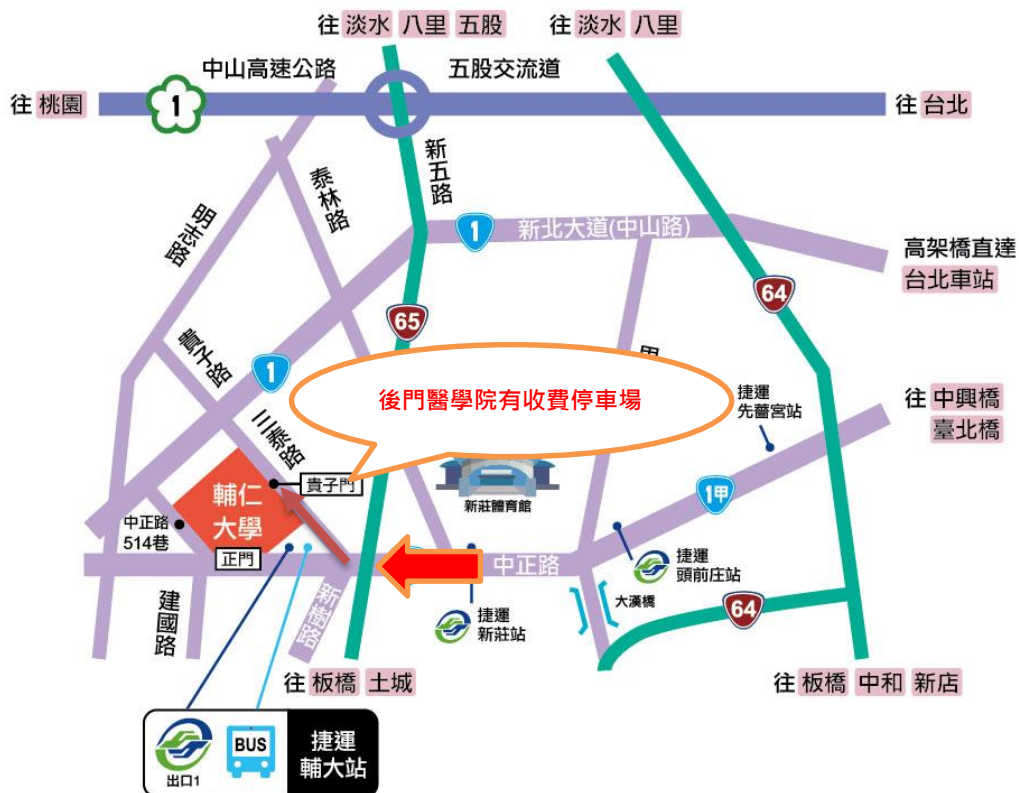 往 淡水 八里 五股
往 淡水 八里
中山高速公路
五股交流道
往 桃園
1
往 台北
新五路
泰林路
明志路
1
新北大道(中山路)
高架橋直達
台北車站
64
65
貴子路
1
後門醫學院有收費停車場
捷運
先嗇宮站
往 中興橋
臺北橋
三泰路
貴子門
輔仁
大學
新莊體育館
1甲
中正路
514巷
正門
中正路
捷運
頭前庄站
大漢橋
64
建國路
新樹路
捷運
新莊站
往 板橋 土城
往 板橋 中和 新店
BUS
出口1
捷運
輔大站